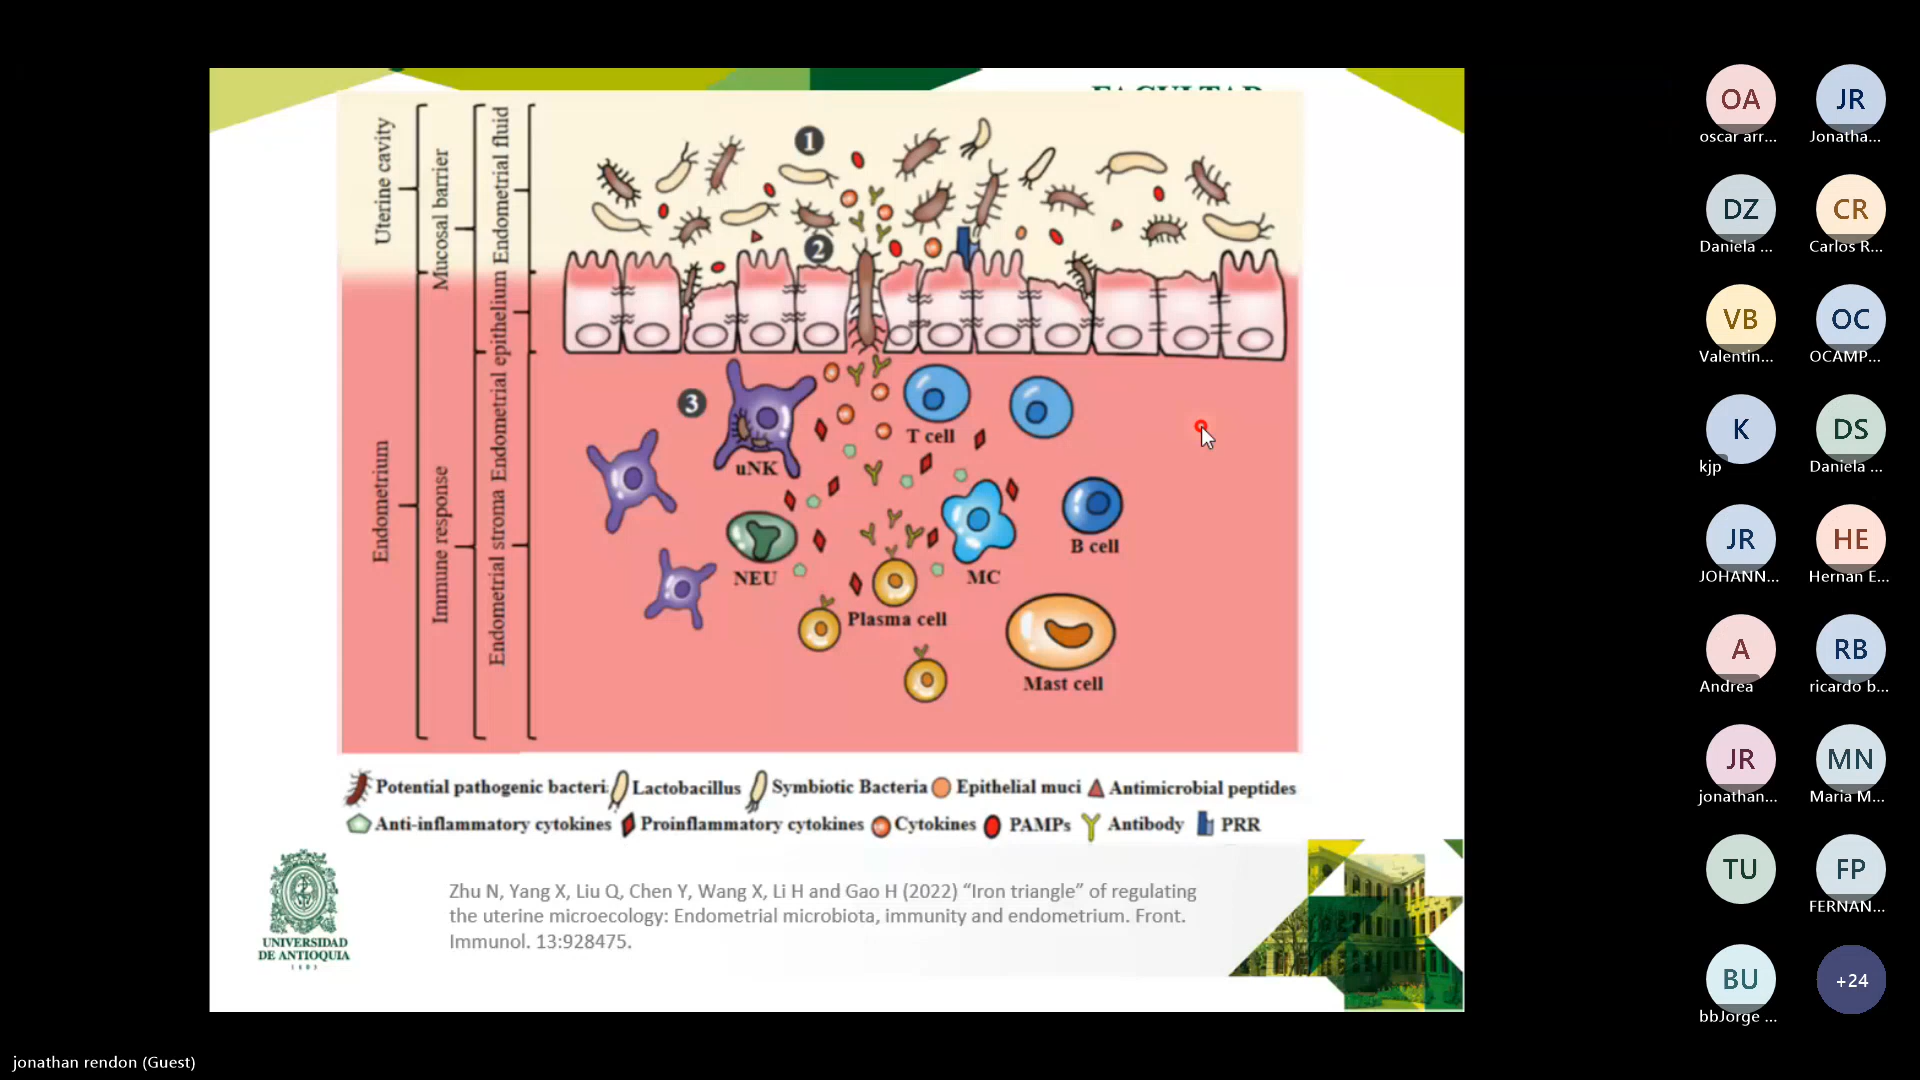 FACULTAD
Uterine cavity
Mucosal barrier
Endometrial fluid
Endometrial epithelium
Endometrium
Immune response
Endometrial stroma
1
2
3
uNK
T cell
NEU
MC
B cell
Plasma cell
Mast cell
Potential pathogenic bacteri
Lactobacillus
Symbiotic Bacteria
Epithelial muci
Antimicrobial peptides
Anti-inflammatory cytokines
Proinflammatory cytokines
Cytokines
PAMPs
Antibody
PRR
UNIVERSIDAD
DE ANTIOQUIA
1803
Zhu N, Yang X, Liu Q, Chen Y, Wang X, Li H and Gao H (2022) “Iron triangle” of regulating
the uterine microecology: Endometrial microbiota, immunity and endometrium. Front.
Immunol. 13:928475.
OA
oscar arr...
JR
Jonatha...
DZ
Daniela ...
CR
Carlos R...
VB
Valentin...
OC
OCAMP...
K
kjp
DS
Daniela ...
JR
JOHANN...
HE
Hernan E...
A
Andrea
RB
ricardo b...
JR
jonathan...
MN
Maria M...
TU
FP
FERNAN...
BU
bbJorge ...
+24
jonathan rendon (Guest)